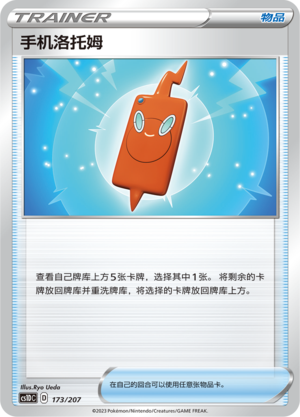 TRAINER 物品
手机洛托姆
查看自己牌库上方5张卡牌，选择其中1张。 将剩余的卡
牌放回牌库并重洗牌库，将选择的卡牌放回牌库上方。
Illus.Ryo Ueda
CS1D C D 173/207
在自己的回合可以使用任意张物品卡。
©2023 Pokémon/Nintendo/Creatures/GAME FREAK.